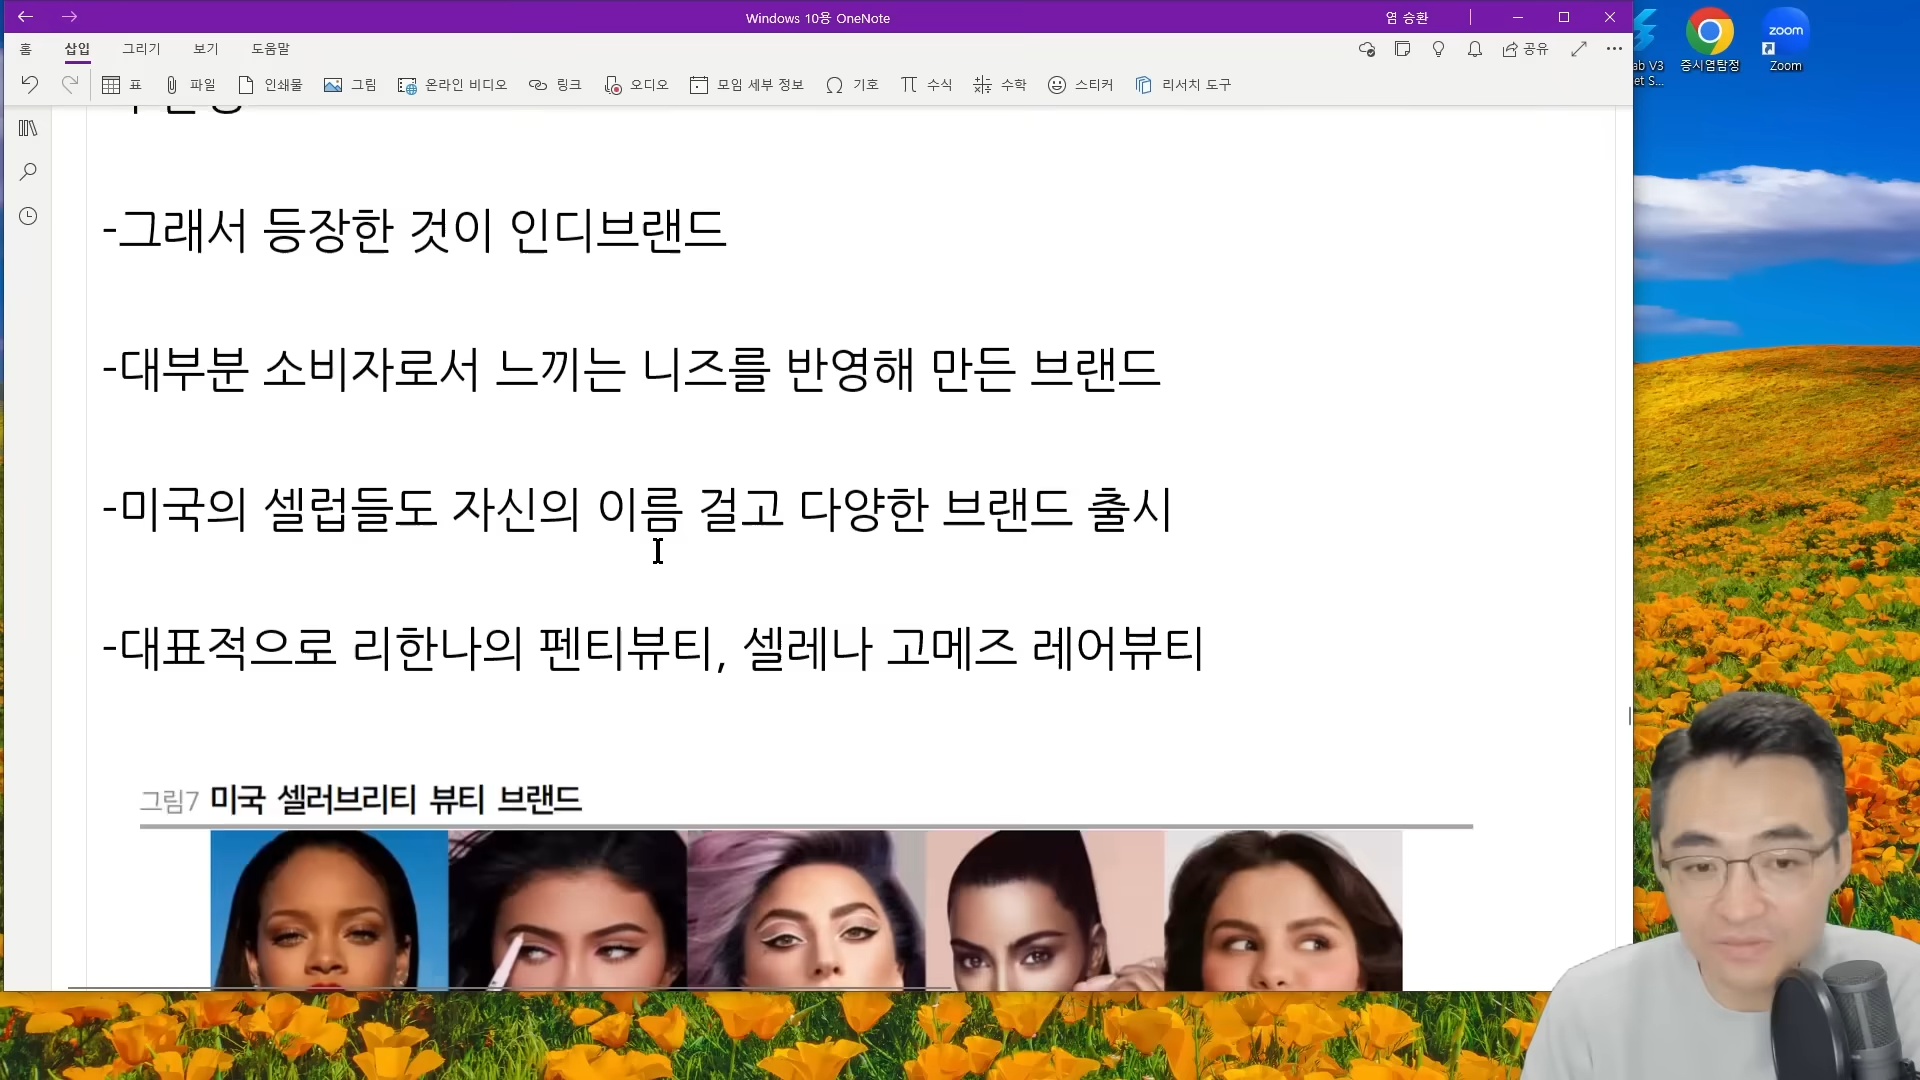 Windows 10용 OneNote
염 승환
홈 삽입 그리기 보기 도움말
공유
표 파일 인쇄물 그림 온라인 비디오 링크 오디오 모임 세부 정보 기호 수식 수학 스티커 리서치 도구
-그래서 등장한 것이 인디브랜드
-대부분 소비자로서 느끼는 니즈를 반영해 만든 브랜드
-미국의 셀럽들도 자신의 이름 걸고 다양한 브랜드 출시
-대표적으로 리한나의 펜티뷰티, 셀레나 고메즈 레어뷰티
그림7 미국 셀러브리티 뷰티 브랜드
ab V3
et S...
증시염탐정
zoom
Zoom